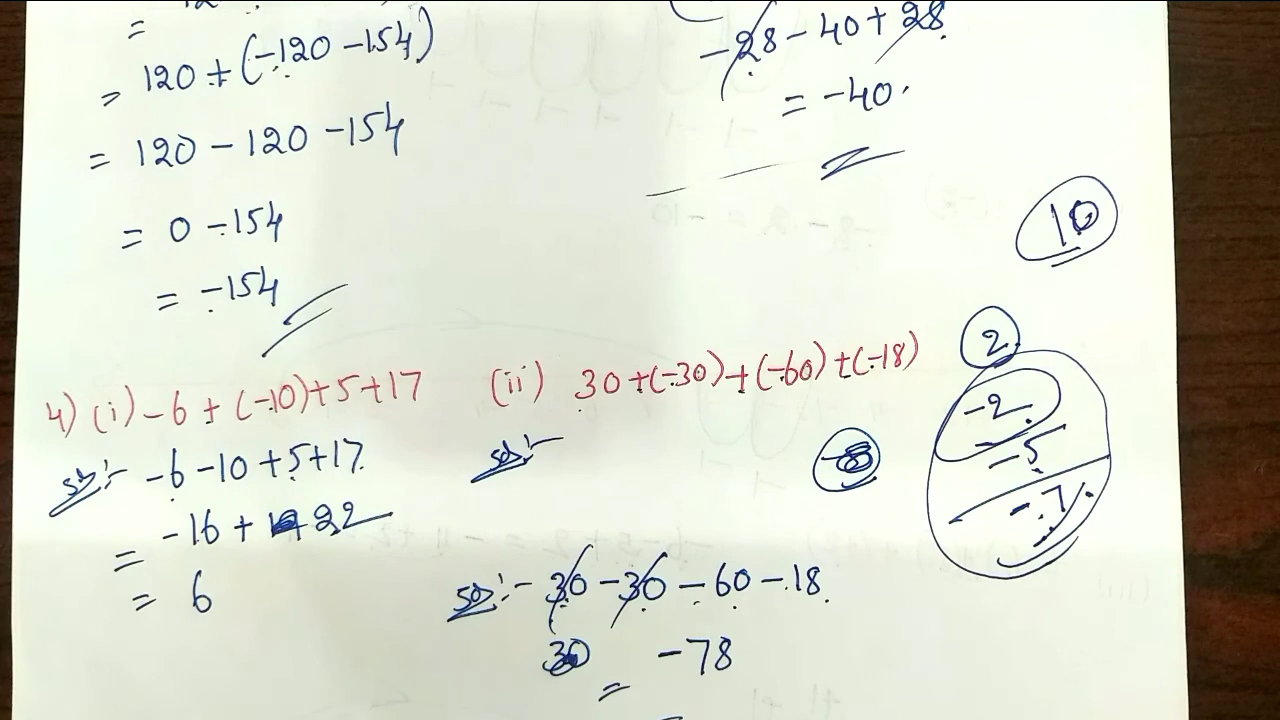 =
= 120 + (-120 -154)
= 120 - 120 -154
= 0 -154
= -154
-28 - 40 + 28
= -40.
10
4) (i) -6 + (-10)+5+17
Sol:- -6 -10 +5+17
= -16 + 22
= 6
(ii) 30 +(-30)+(-60)+(-18)
Sol:-
2
-2
-5
-7
Sol:- 30 -30 - 60 -18
-78
=